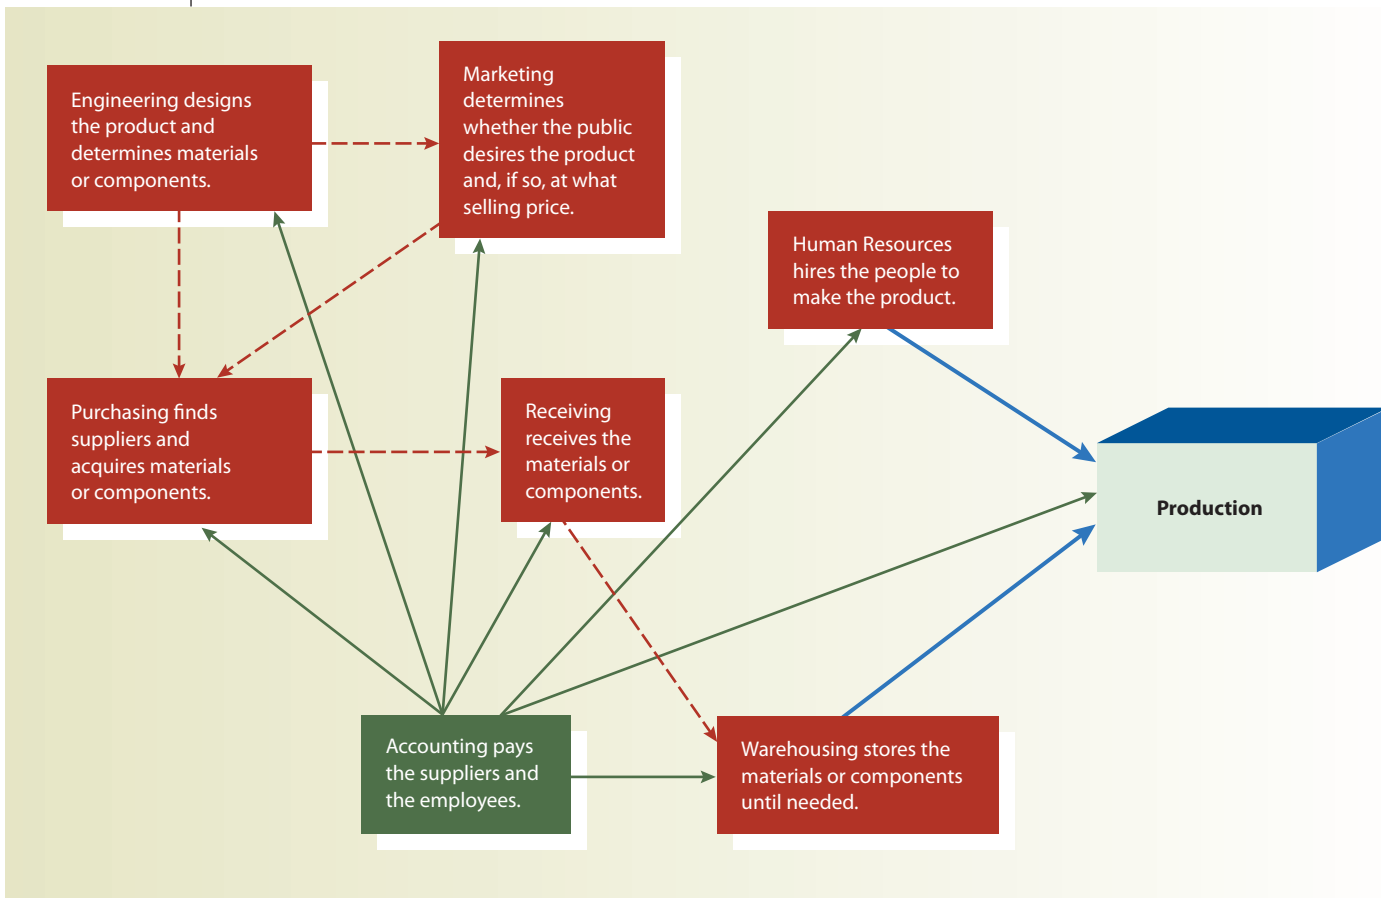 Engineering designs
the product and
determines materials
or components.
Marketing
determines
whether the public
desires the product
and, if so, at what
selling price.
Human Resources
hires the people to
make the product.
Purchasing finds
suppliers and
acquires materials
or components.
Receiving
receives the
materials or
components.
Production
Accounting pays
the suppliers and
the employees.
Warehousing stores the
materials or components
until needed.